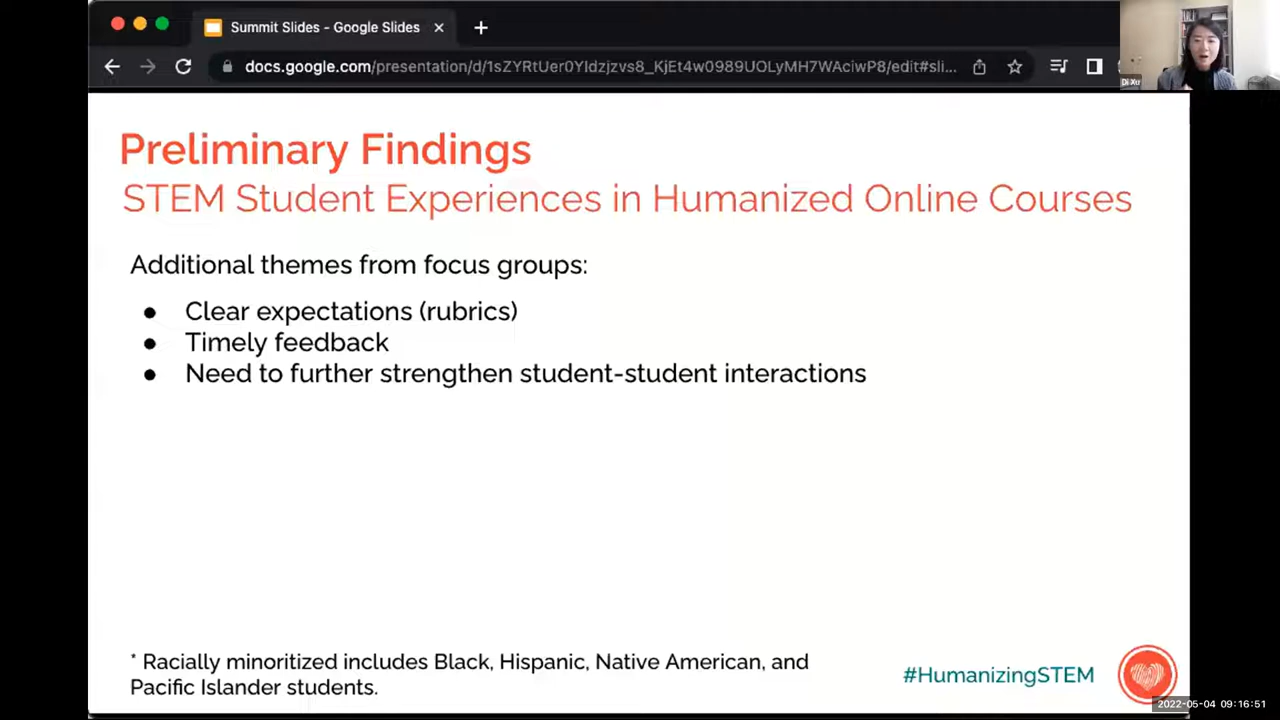 Summit Slides - Google Slides
docs.google.com/presentation/d/1sZYRtUer0YIdzjzvs8_KjEt4w0989UOLyMH7WAciwP8/edit#sli...
Di Xu
Preliminary Findings
STEM Student Experiences in Humanized Online Courses
Additional themes from focus groups:
● Clear expectations (rubrics)
● Timely feedback
● Need to further strengthen student-student interactions
* Racially minoritized includes Black, Hispanic, Native American, and
Pacific Islander students.
#HumanizingSTEM
2022-05-04 09:16:51